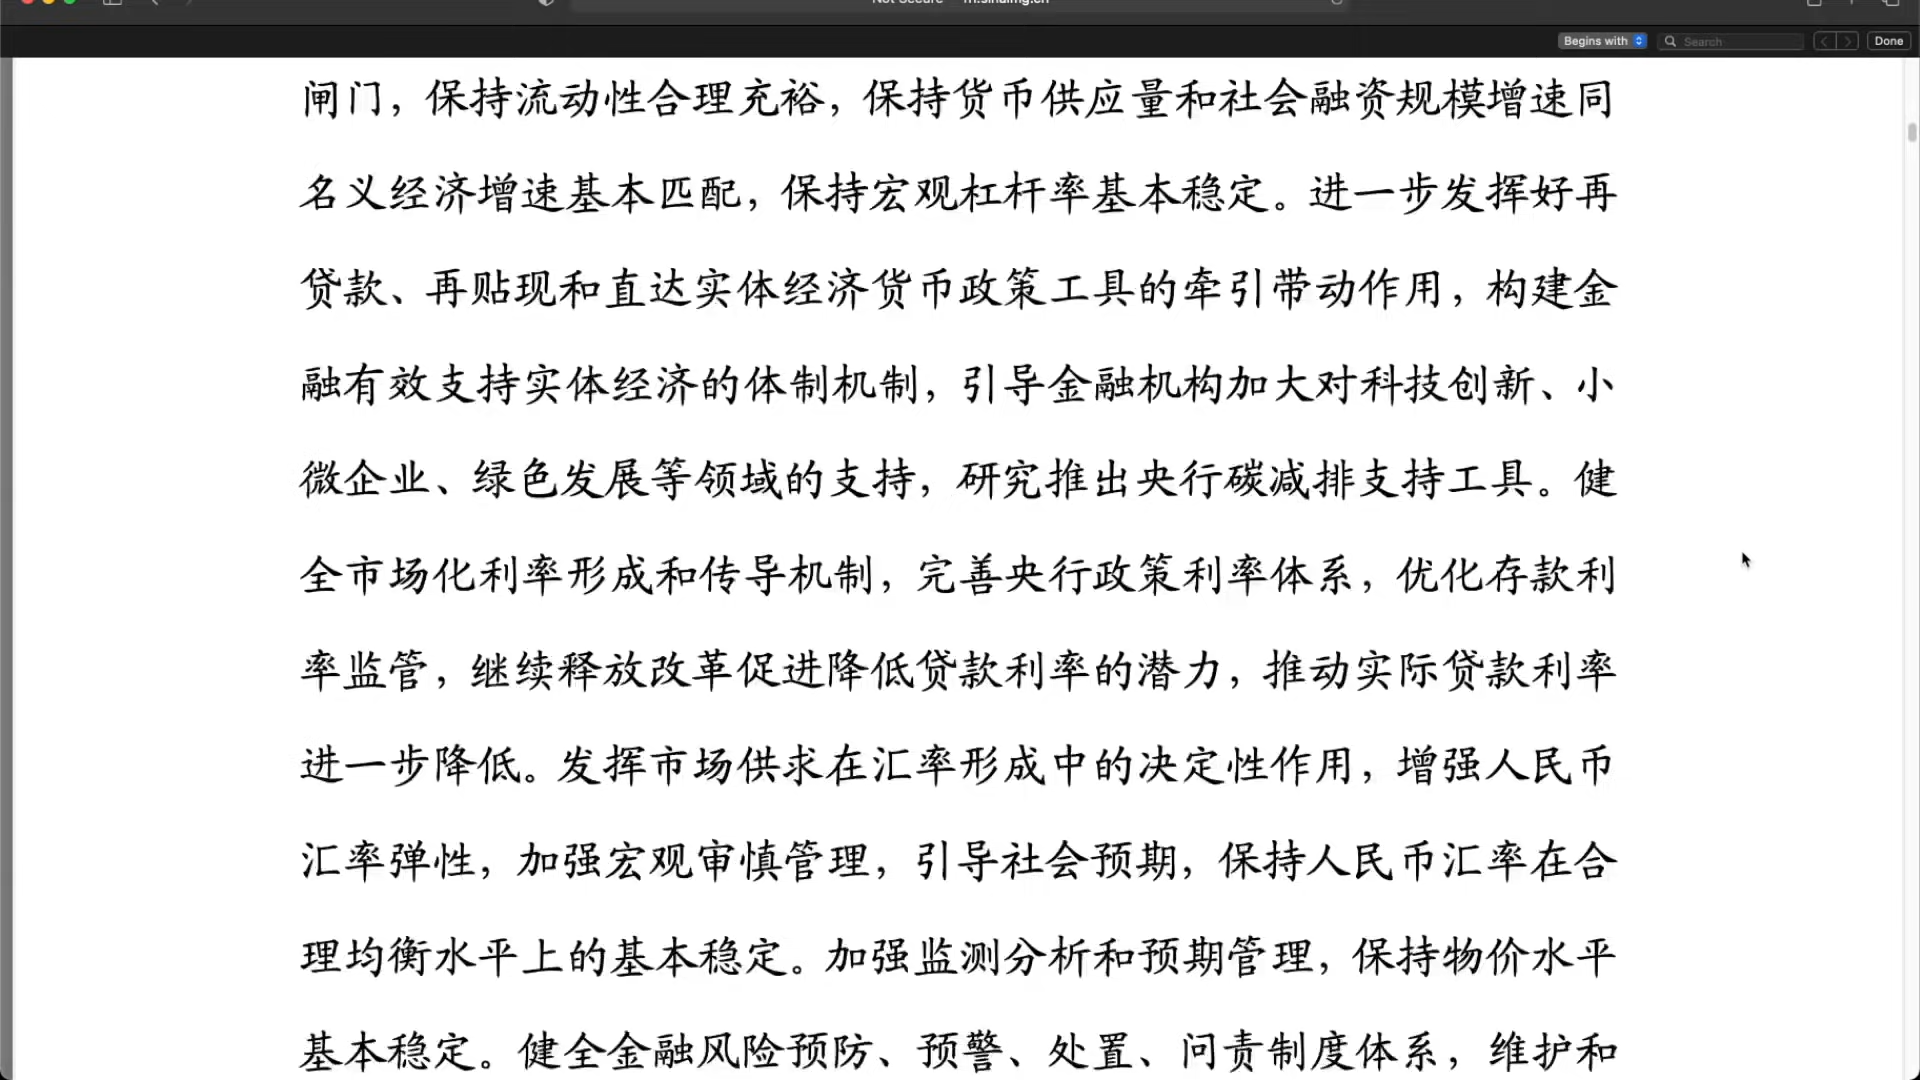 Begins with
Search
Done
闸门，保持流动性合理充裕，保持货币供应量和社会融资规模增速同
名义经济增速基本匹配，保持宏观杠杆率基本稳定。进一步发挥好再
贷款、再贴现和直达实体经济货币政策工具的牵引带动作用，构建金
融有效支持实体经济的体制机制，引导金融机构加大对科技创新、小
微企业、绿色发展等领域的支持，研究推出央行碳减排支持工具。健
全市场化利率形成和传导机制，完善央行政策利率体系，优化存款利
率监管，继续释放改革促进降低贷款利率的潜力，推动实际贷款利率
进一步降低。发挥市场供求在汇率形成中的决定性作用，增强人民币
汇率弹性，加强宏观审慎管理，引导社会预期，保持人民币汇率在合
理均衡水平上的基本稳定。加强监测分析和预期管理，保持物价水平
基本稳定。健全金融风险预防、预警、处置、问责制度体系，维护和